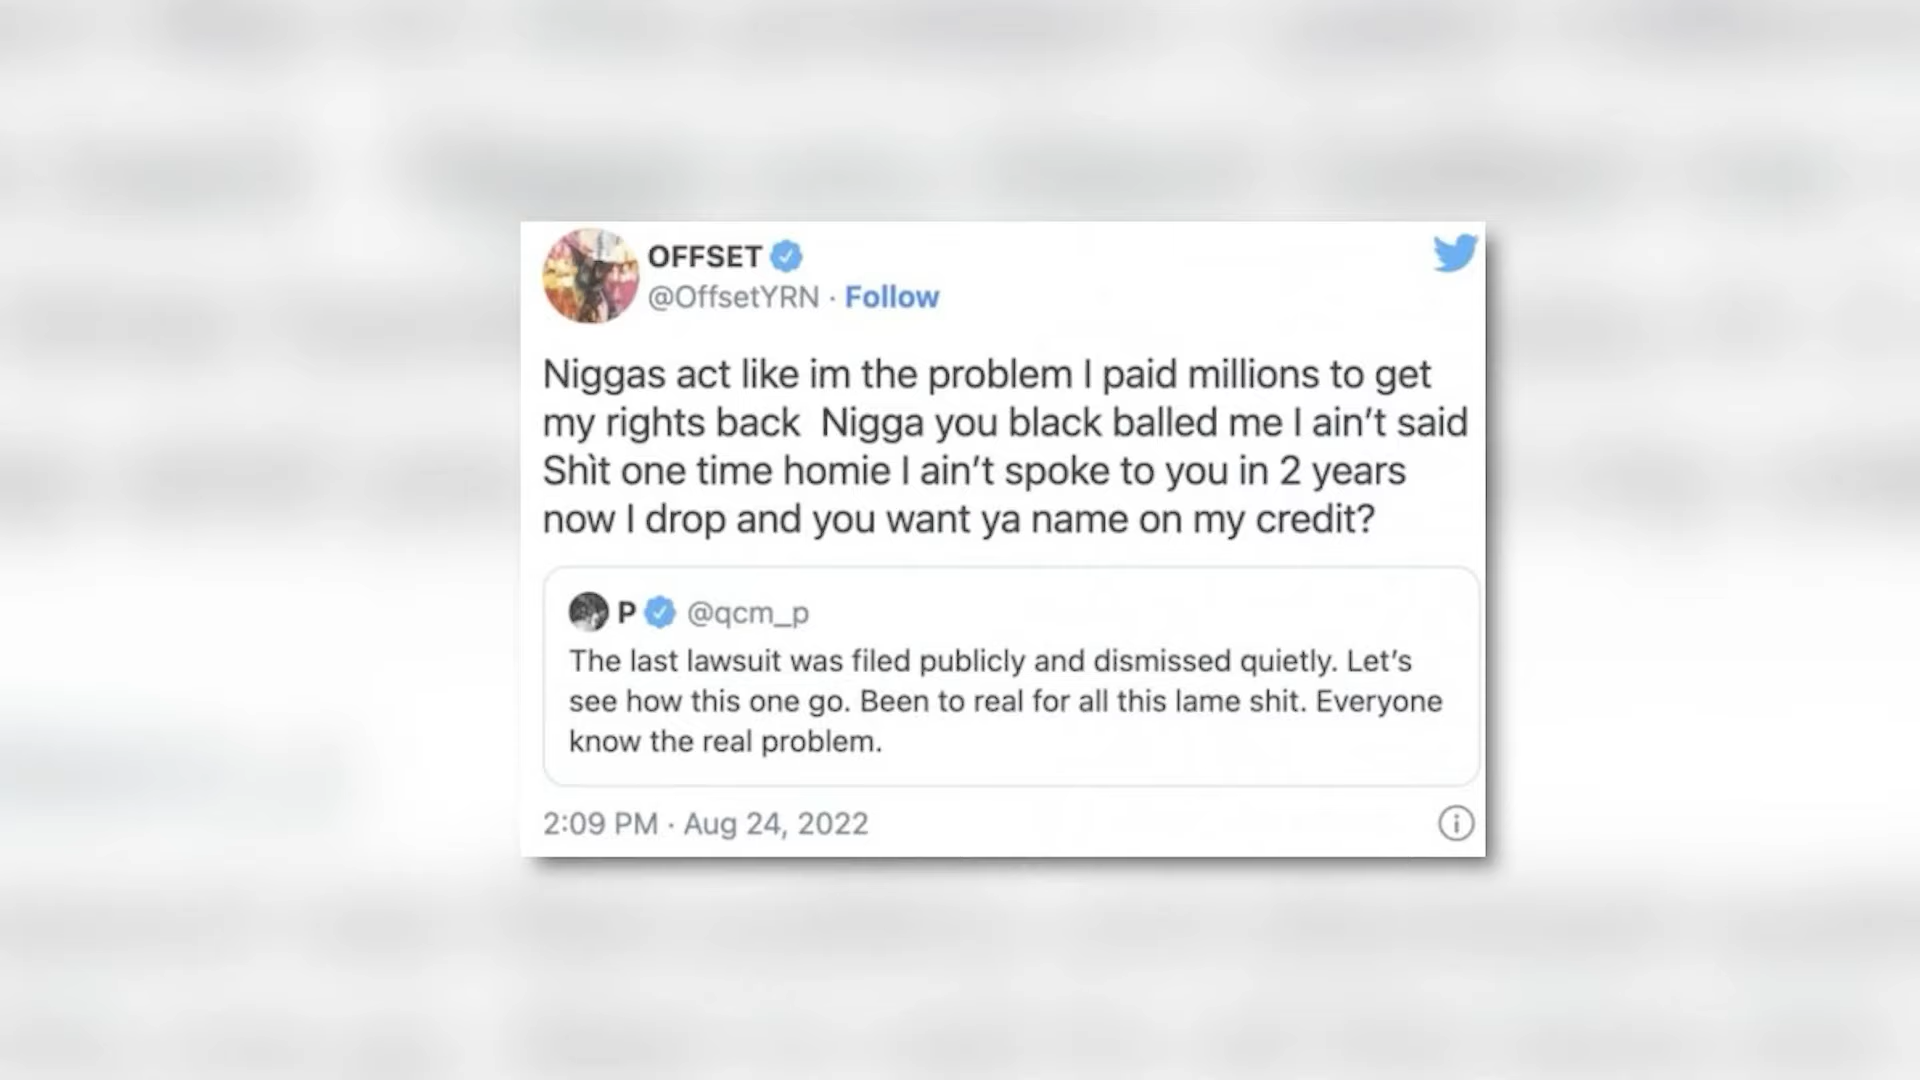 OFFSET
@OffsetYRN · Follow
Niggas act like im the problem I paid millions to get
my rights back  Nigga you black balled me I ain’t said
Shìt one time homie I ain’t spoke to you in 2 years
now I drop and you want ya name on my credit?
P @qcm_p
The last lawsuit was filed publicly and dismissed quietly. Let’s
see how this one go. Been to real for all this lame shit. Everyone
know the real problem.
2:09 PM · Aug 24, 2022